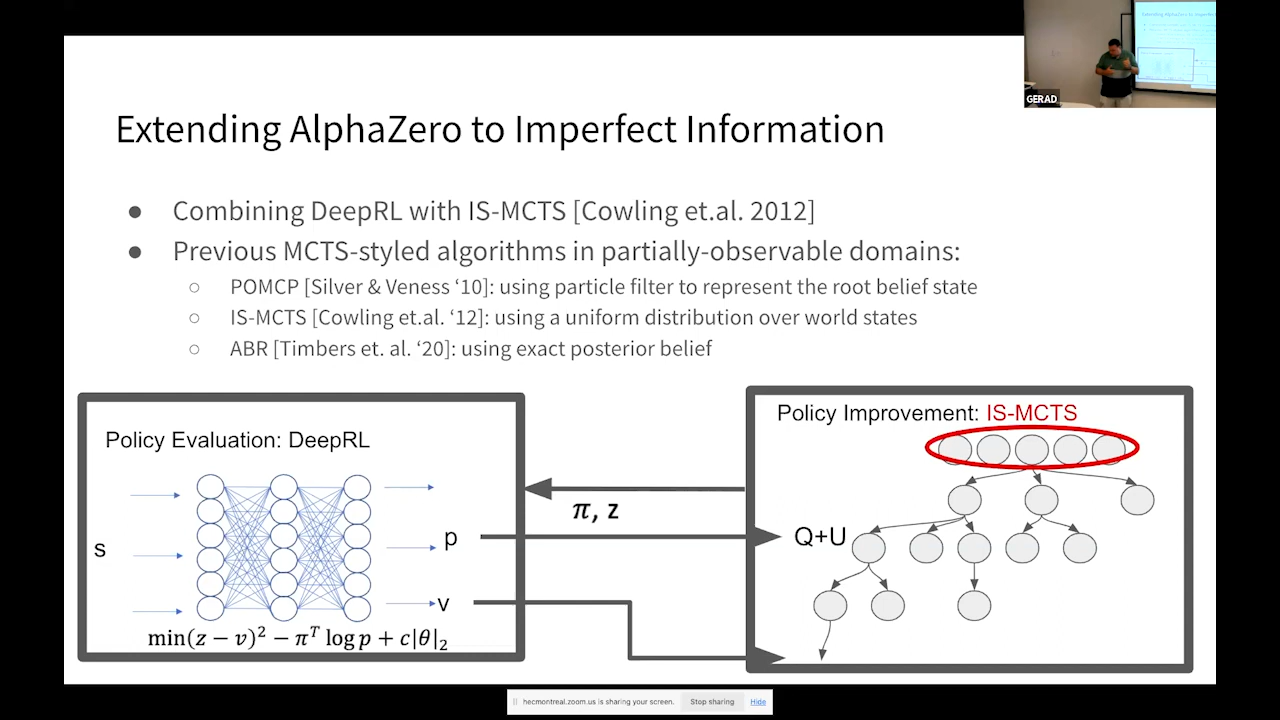 GERAD
Extending AlphaZero to Imperfect Information
● Combining DeepRL with IS-MCTS [Cowling et.al. 2012]
● Previous MCTS-styled algorithms in partially-observable domains:
○ POMCP [Silver & Veness ‘10]: using particle filter to represent the root belief state
○ IS-MCTS [Cowling et.al. ‘12]: using a uniform distribution over world states
○ ABR [Timbers et. al. ‘20]: using exact posterior belief
Policy Evaluation: DeepRL
s
p
v
min(z − v)² − πᵀ log p + c|θ|₂
π, z
Policy Improvement: IS-MCTS
Q+U
hecmontreal.zoom.us is sharing your screen. Stop sharing Hide